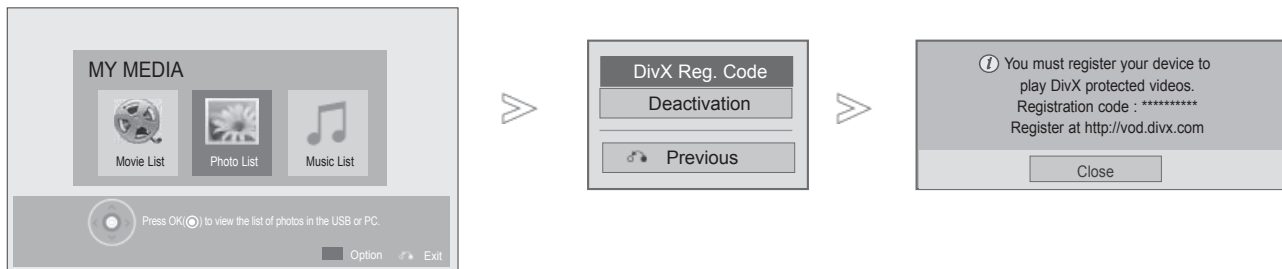 MY MEDIA
Movie List
Photo List
Music List
Press OK(◉) to view the list of photos in the USB or PC.
Option
Exit
DivX Reg. Code
Deactivation
Previous
You must register your device to
play DivX protected videos.
Registration code : **********
Register at http://vod.divx.com
Close